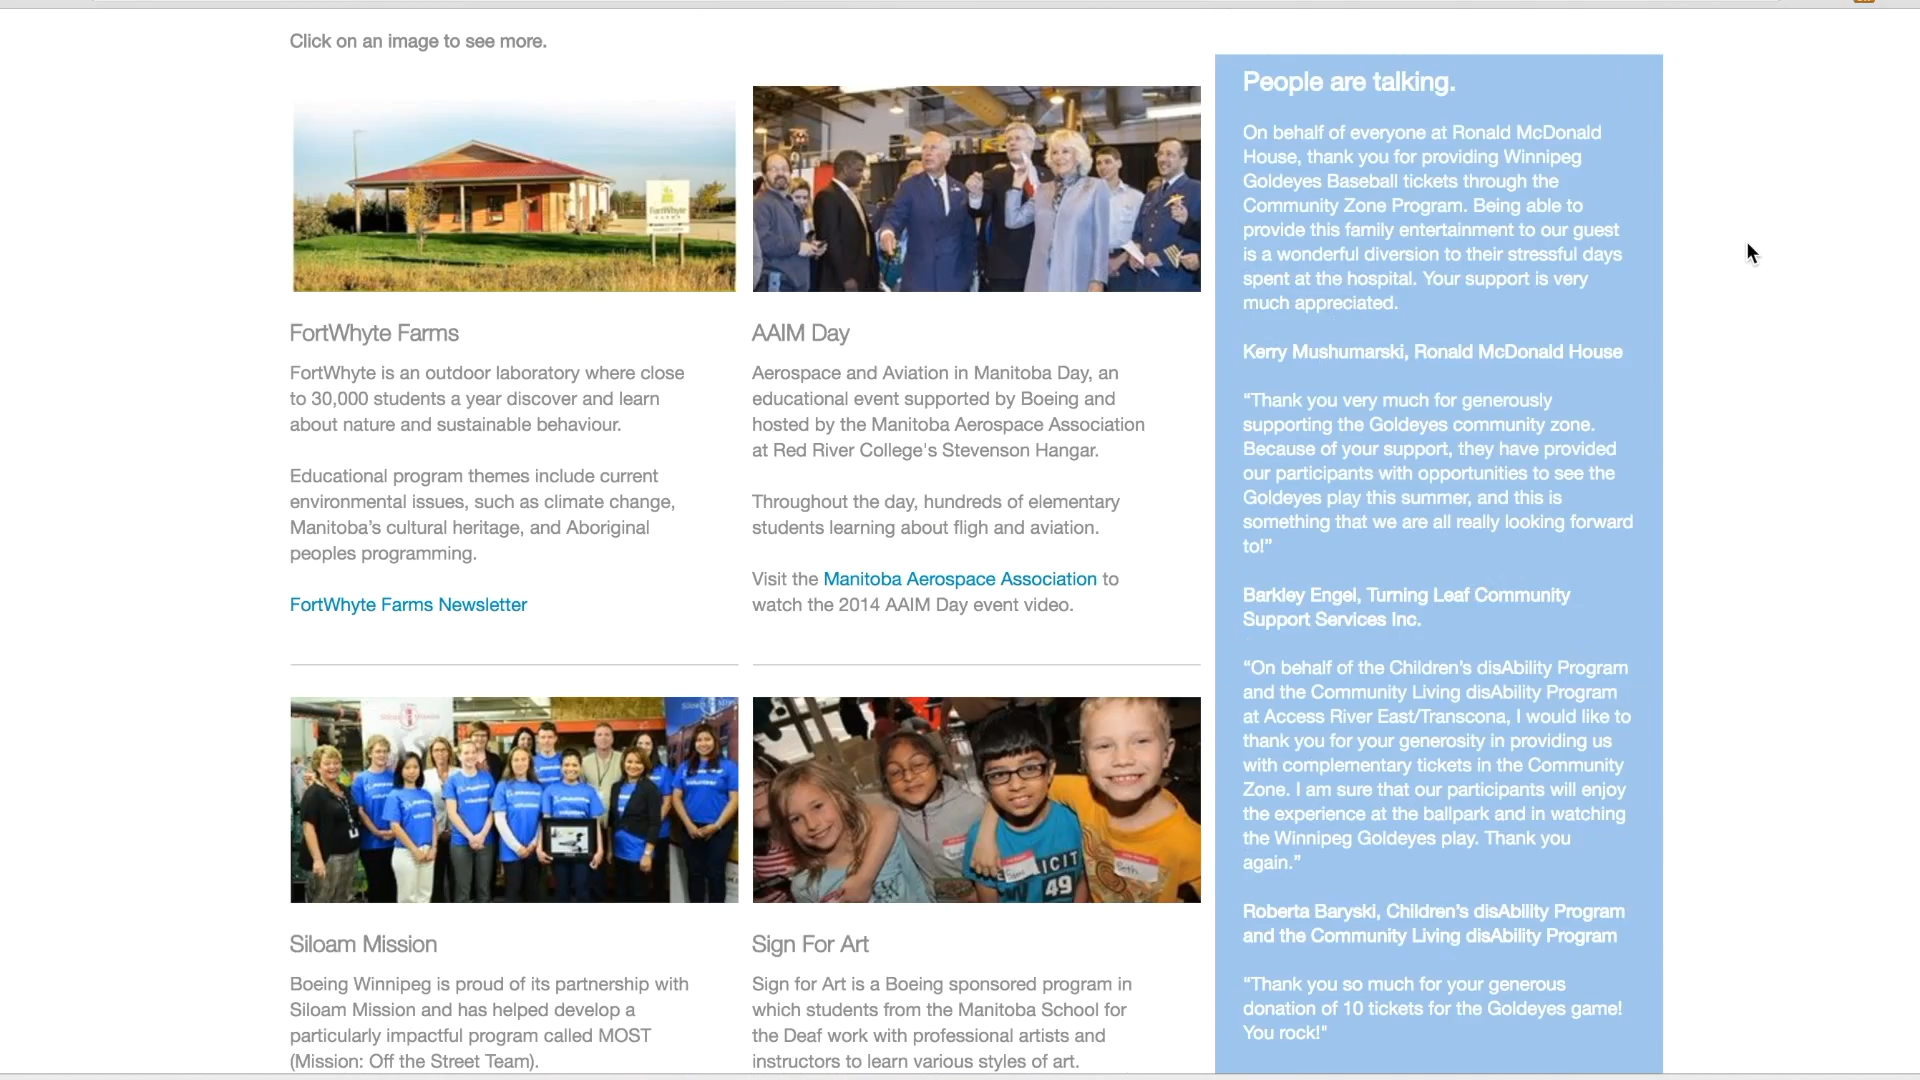 Click on an image to see more.
FortWhyte
FARMS
FortWhyte Farms
FortWhyte is an outdoor laboratory where close
to 30,000 students a year discover and learn
about nature and sustainable behaviour.
Educational program themes include current
environmental issues, such as climate change,
Manitoba’s cultural heritage, and Aboriginal
peoples programming.
FortWhyte Farms Newsletter
AAIM Day
Aerospace and Aviation in Manitoba Day, an
educational event supported by Boeing and
hosted by the Manitoba Aerospace Association
at Red River College's Stevenson Hangar.
Throughout the day, hundreds of elementary
students learning about fligh and aviation.
Visit the Manitoba Aerospace Association to
watch the 2014 AAIM Day event video.
Siloam Mission
Siloam Mission
Boeing Winnipeg is proud of its partnership with
Siloam Mission and has helped develop a
particularly impactful program called MOST
(Mission: Off the Street Team).
ICIT
49
Seth
Sign For Art
Sign for Art is a Boeing sponsored program in
which students from the Manitoba School for
the Deaf work with professional artists and
instructors to learn various styles of art.
People are talking.
On behalf of everyone at Ronald McDonald
House, thank you for providing Winnipeg
Goldeyes Baseball tickets through the
Community Zone Program. Being able to
provide this family entertainment to our guest
is a wonderful diversion to their stressful days
spent at the hospital. Your support is very
much appreciated.
Kerry Mushumarski, Ronald McDonald House
“Thank you very much for generously
supporting the Goldeyes community zone.
Because of your support, they have provided
our participants with opportunities to see the
Goldeyes play this summer, and this is
something that we are all really looking forward
to!”
Barkley Engel, Turning Leaf Community
Support Services Inc.
“On behalf of the Children’s disAbility Program
and the Community Living disAbility Program
at Access River East/Transcona, I would like to
thank you for your generosity in providing us
with complementary tickets in the Community
Zone. I am sure that our participants will enjoy
the experience at the ballpark and in watching
the Winnipeg Goldeyes play. Thank you
again.”
Roberta Baryski, Children’s disAbility Program
and the Community Living disAbility Program
“Thank you so much for your generous
donation of 10 tickets for the Goldeyes game!
You rock!"